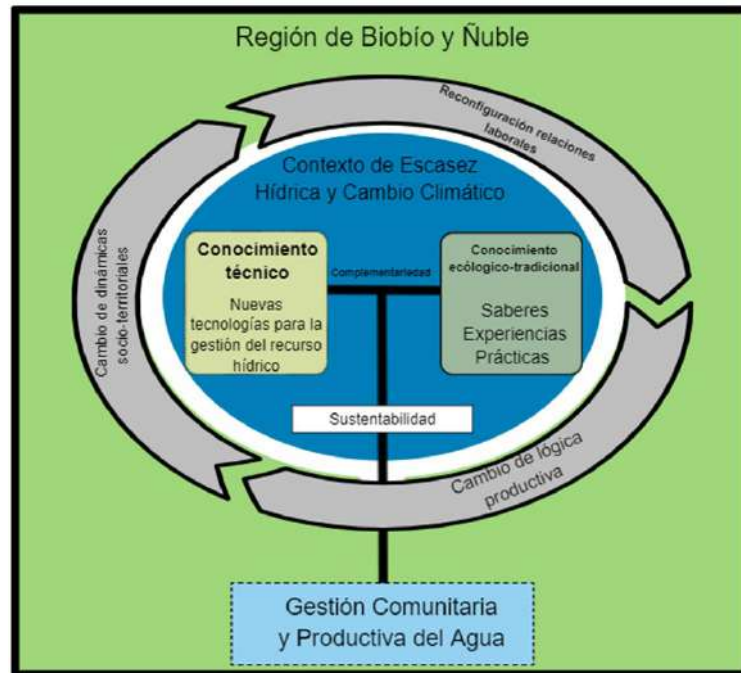 Región de Biobío y Ñuble
Reconfiguración relaciones
laborales
Contexto de Escasez
Hídrica y Cambio Climático
Cambio de dinámicas
socio-territoriales
Conocimiento
técnico
Nuevas
tecnologías para la
gestión del recurso
hídrico
Complementariedad
Conocimiento
ecólogico-tradicional
Saberes
Experiencias
Prácticas
Sustentabilidad
Cambio de lógica
productiva
Gestión Comunitaria
y Productiva del Agua